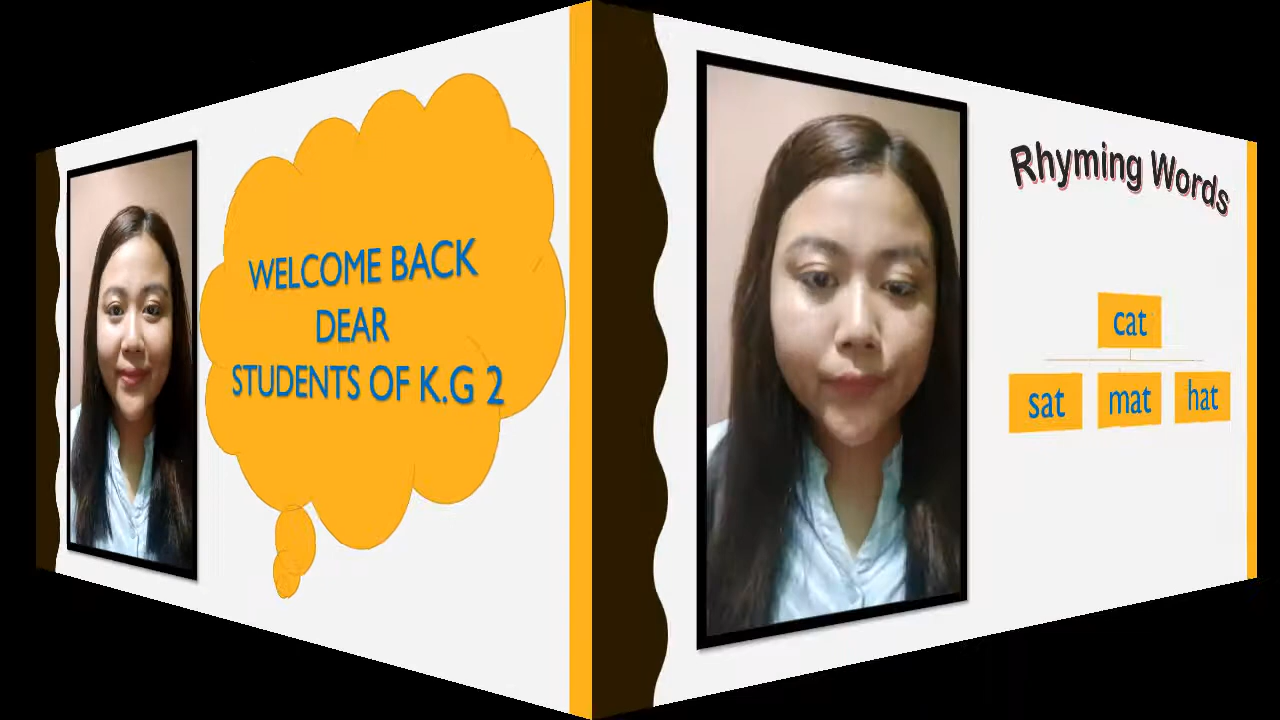 WELCOME BACK
DEAR
STUDENTS OF K.G 2
Rhyming Words
cat
sat mat hat